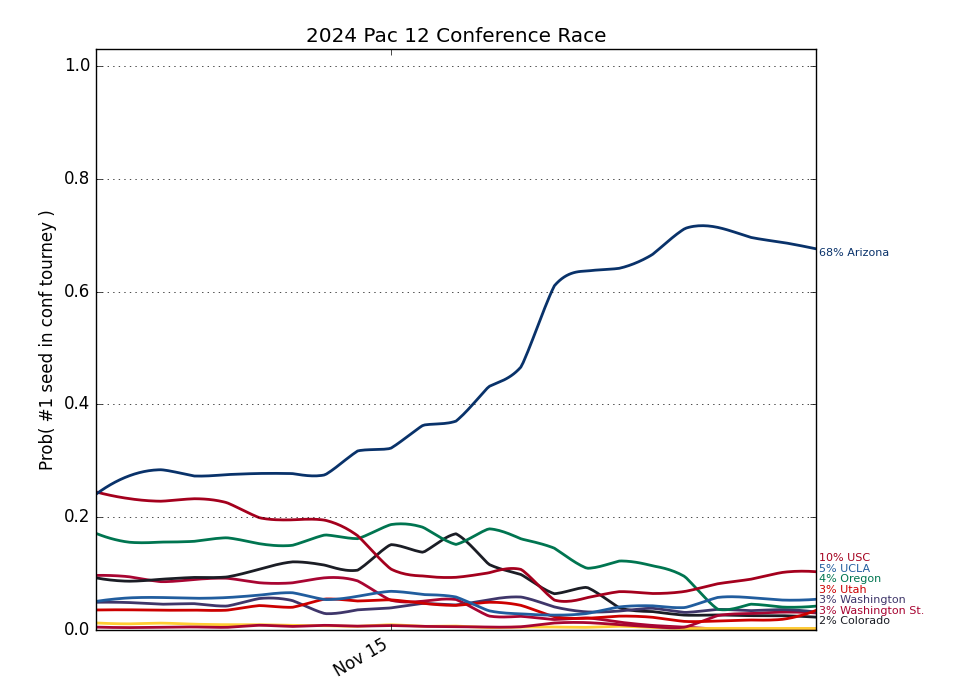 2024 Pac 12 Conference Race
1.0
0.8
0.6
0.4
0.2
0.0
Prob( #1 seed in conf tourney )
Nov 15
68% Arizona
10% USC
5% UCLA
4% Oregon
3% Utah
3% Washington
3% Washington St.
2% Colorado